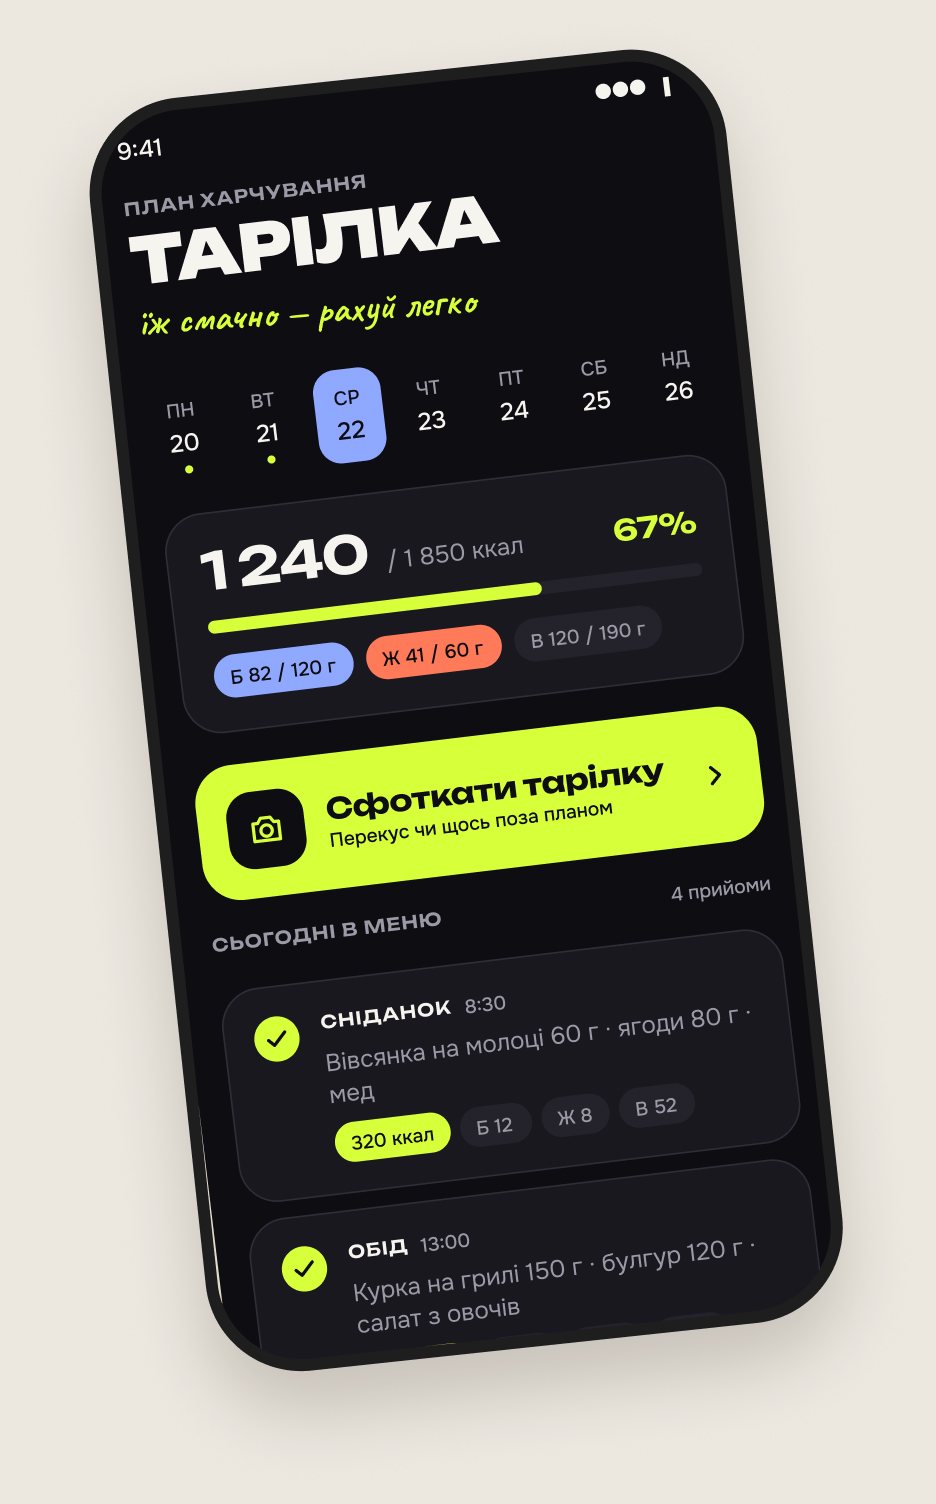 9:41
ПЛАН ХАРЧУВАННЯ
ТАРІЛКА
їж смачно — рахуй легко
ПН ВТ СР ЧТ ПТ СБ НД
20 21 22 23 24 25 26
1 240 / 1 850 ккал 67%
Б 82 / 120 г Ж 41 / 60 г В 120 / 190 г
Сфоткати тарілку
Перекус чи щось поза планом
СЬОГОДНІ В МЕНЮ 4 прийоми
СНІДАНОК 8:30
Вівсянка на молоці 60 г · ягоди 80 г ·
мед
320 ккал Б 12 Ж 8 В 52
ОБІД 13:00
Курка на грилі 150 г · булгур 120 г ·
салат з овочів